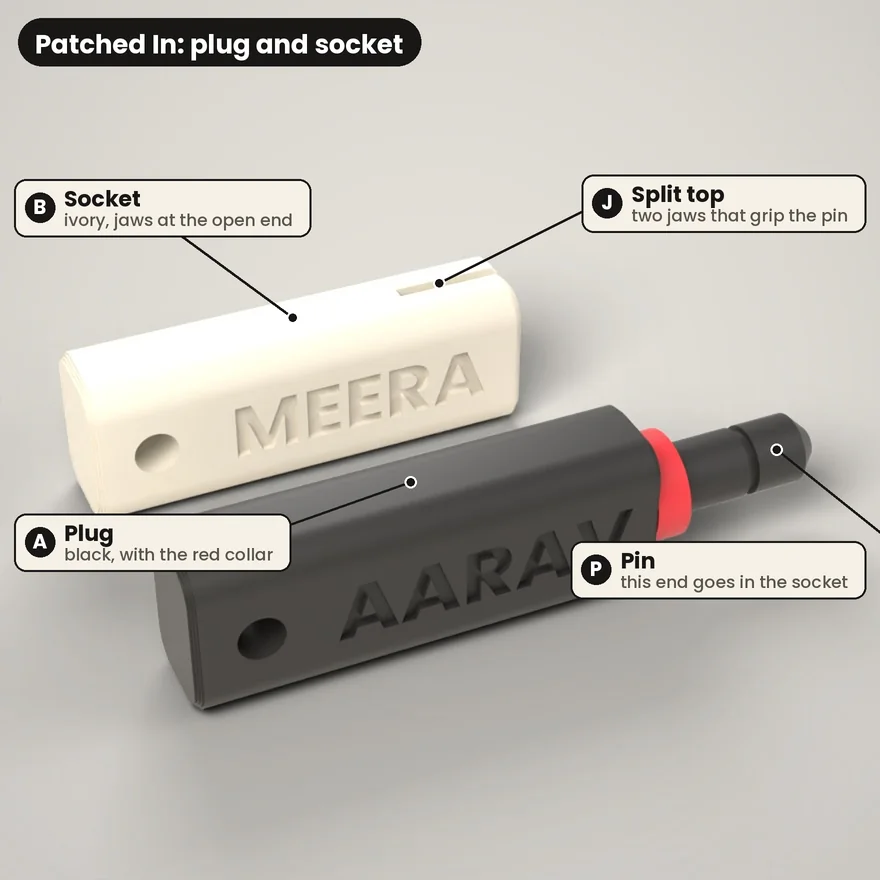 Patched In: plug and socket
B
Socket
ivory, jaws at the open end
J
Split top
two jaws that grip the pin
MEERA
A
Plug
black, with the red collar
AARAV
P
Pin
this end goes in the socket